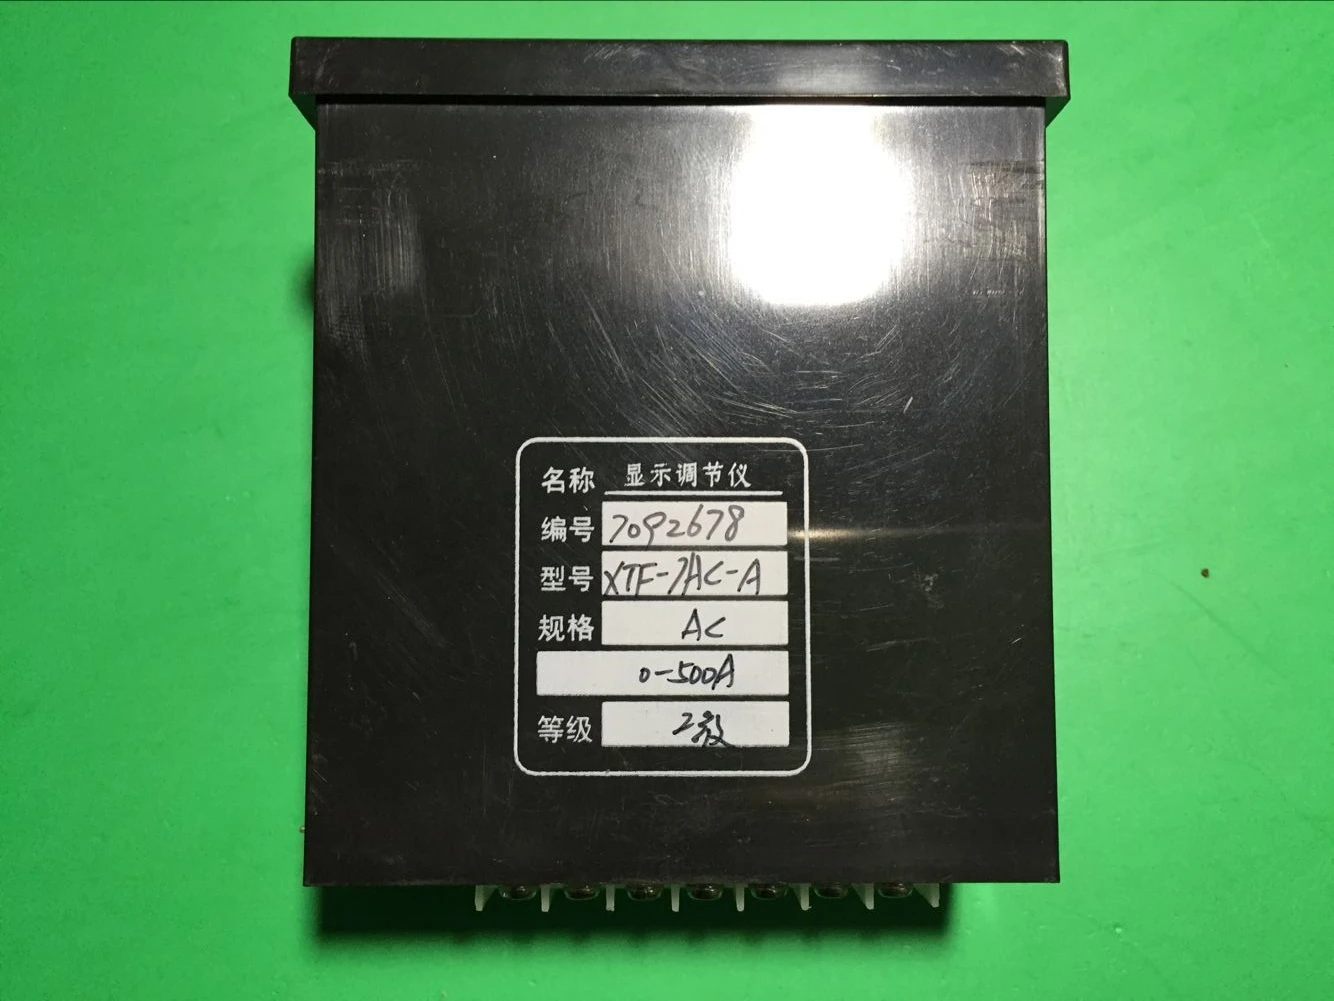 名称 显示调节仪
编号 7092678
型号 XTF-7AC-A
规格 AC
0-500A
等级 2级